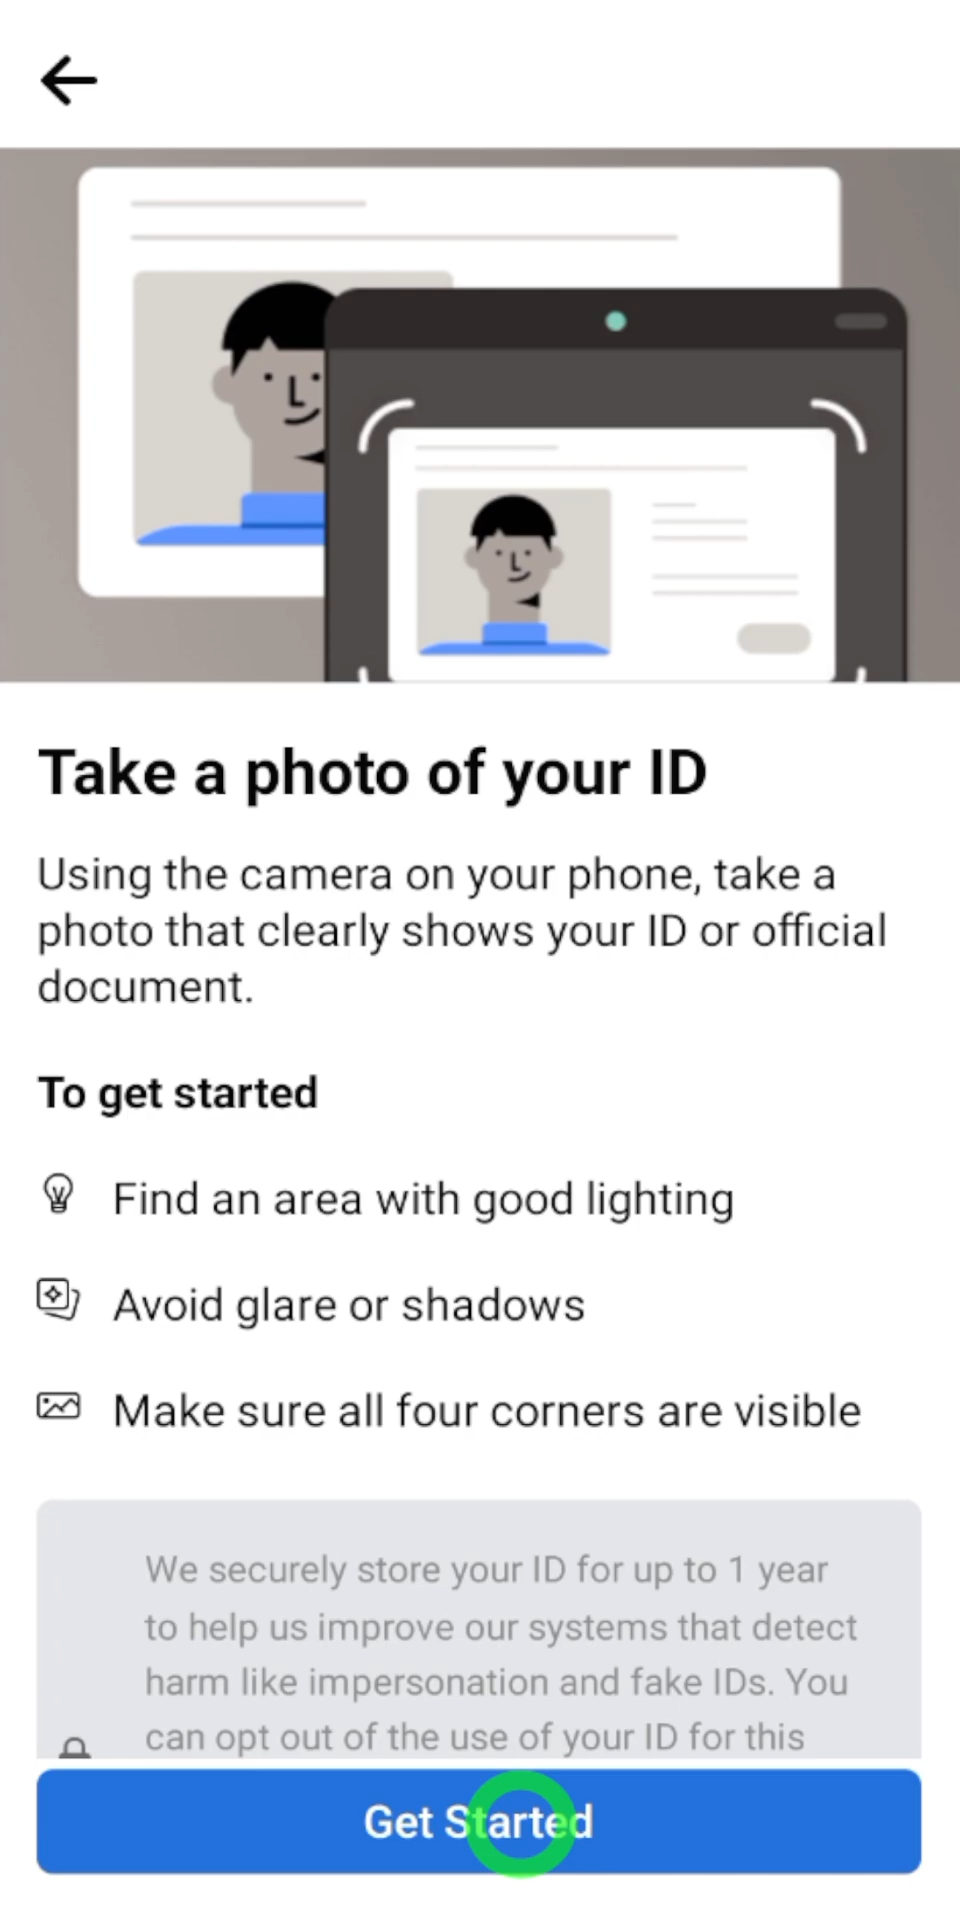 Take a photo of your ID
Using the camera on your phone, take a
photo that clearly shows your ID or official
document.
To get started
Find an area with good lighting
Avoid glare or shadows
Make sure all four corners are visible
We securely store your ID for up to 1 year
to help us improve our systems that detect
harm like impersonation and fake IDs. You
can opt out of the use of your ID for this
Get Started